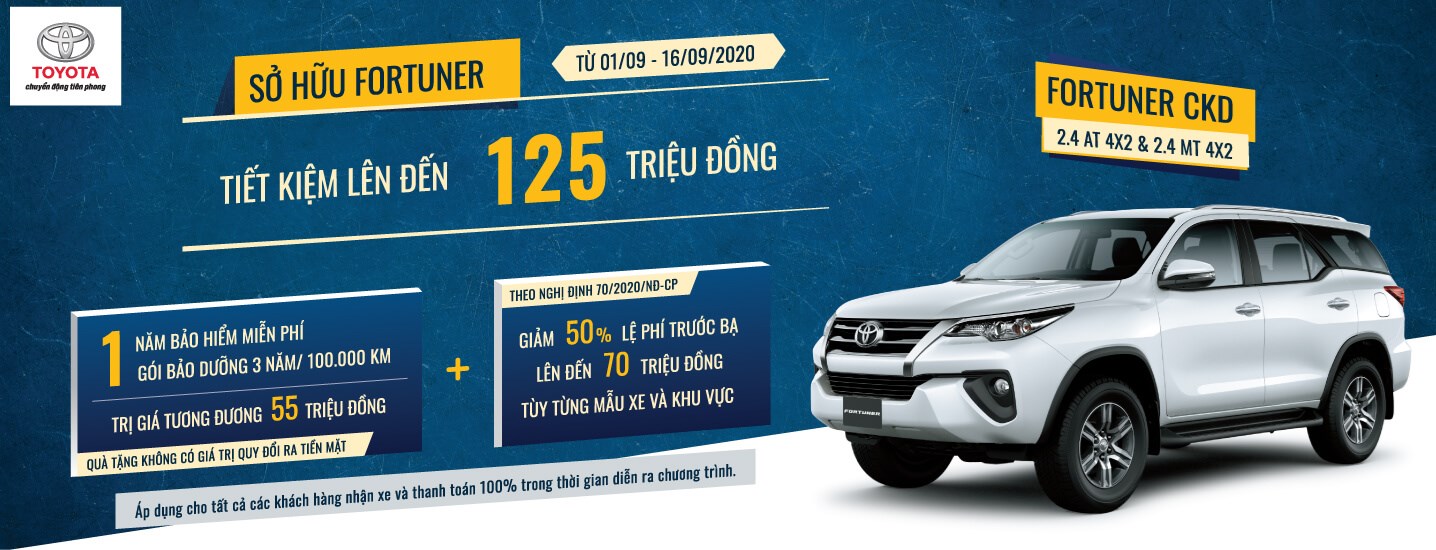 TOYOTA
chuyển động tiên phong
SỞ HỮU FORTUNER
TỪ 01/09 - 16/09/2020
TIẾT KIỆM LÊN ĐẾN 125 TRIỆU ĐỒNG
FORTUNER CKD
2.4 AT 4X2 & 2.4 MT 4X2
1 NĂM BẢO HIỂM MIỄN PHÍ
GÓI BẢO DƯỠNG 3 NĂM/ 100.000 KM
TRỊ GIÁ TƯƠNG ĐƯƠNG 55 TRIỆU ĐỒNG
QUÀ TẶNG KHÔNG CÓ GIÁ TRỊ QUY ĐỔI RA TIỀN MẶT
+
THEO NGHỊ ĐỊNH 70/2020/NĐ-CP
GIẢM 50% LỆ PHÍ TRƯỚC BẠ
LÊN ĐẾN 70 TRIỆU ĐỒNG
TÙY TỪNG MẪU XE VÀ KHU VỰC
Áp dụng cho tất cả các khách hàng nhận xe và thanh toán 100% trong thời gian diễn ra chương trình.
FORTUNER